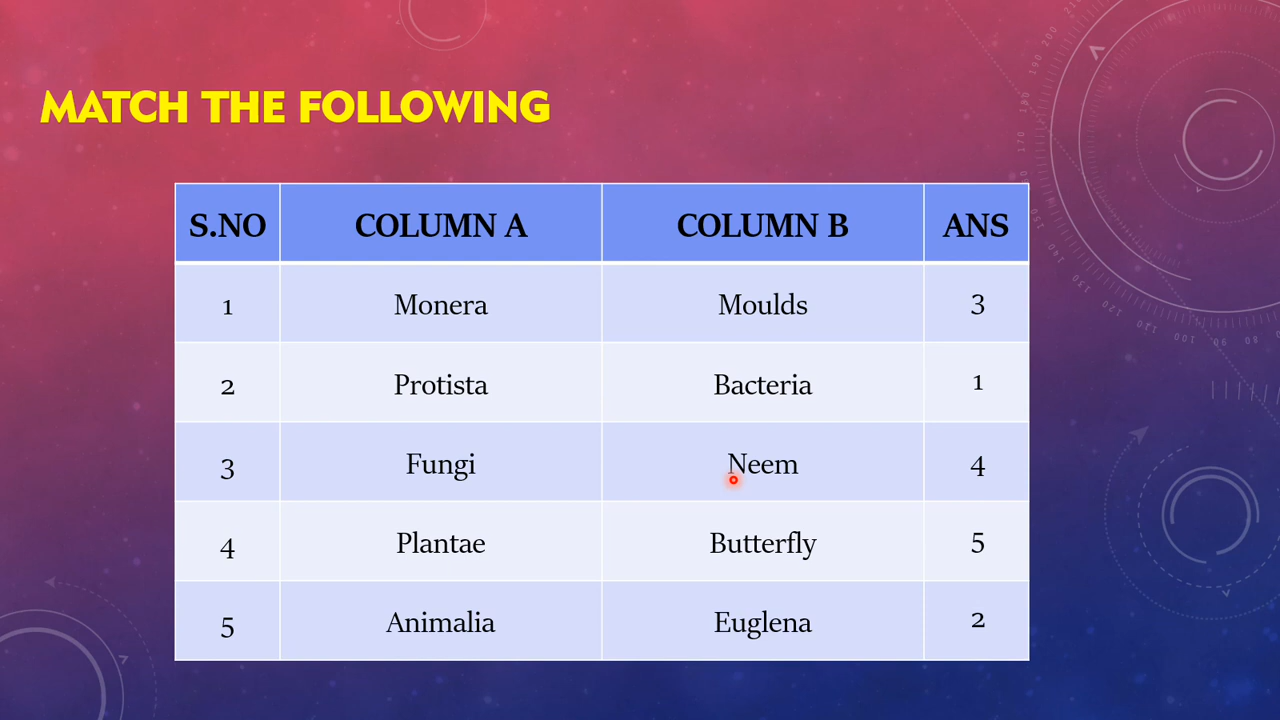 MATCH THE FOLLOWING
S.NO COLUMN A COLUMN B ANS
1 Monera Moulds 3
2 Protista Bacteria 1
3 Fungi Neem 4
4 Plantae Butterfly 5
5 Animalia Euglena 2